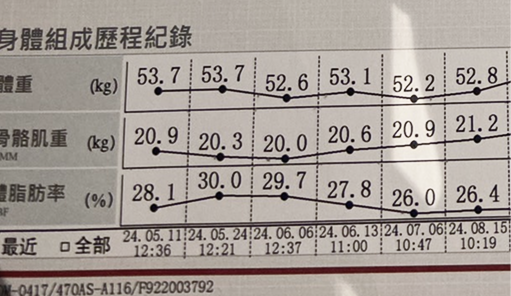 身體組成歷程紀錄
體重 (kg) 53.7 53.7 52.6 53.1 52.2 52.8
骨骼肌重 (kg) 20.9 20.3 20.0 20.6 20.9 21.2
MM
體脂肪率 (%) 28.1 30.0 29.7 27.8 26.0 26.4
BF
最近 □全部 24.05.11 24.05.24 24.06.06 24.06.13 24.07.06 24.08.15
12:36 12:21 12:37 11:00 10:47 10:19
-0417/470AS-A116/F922003792